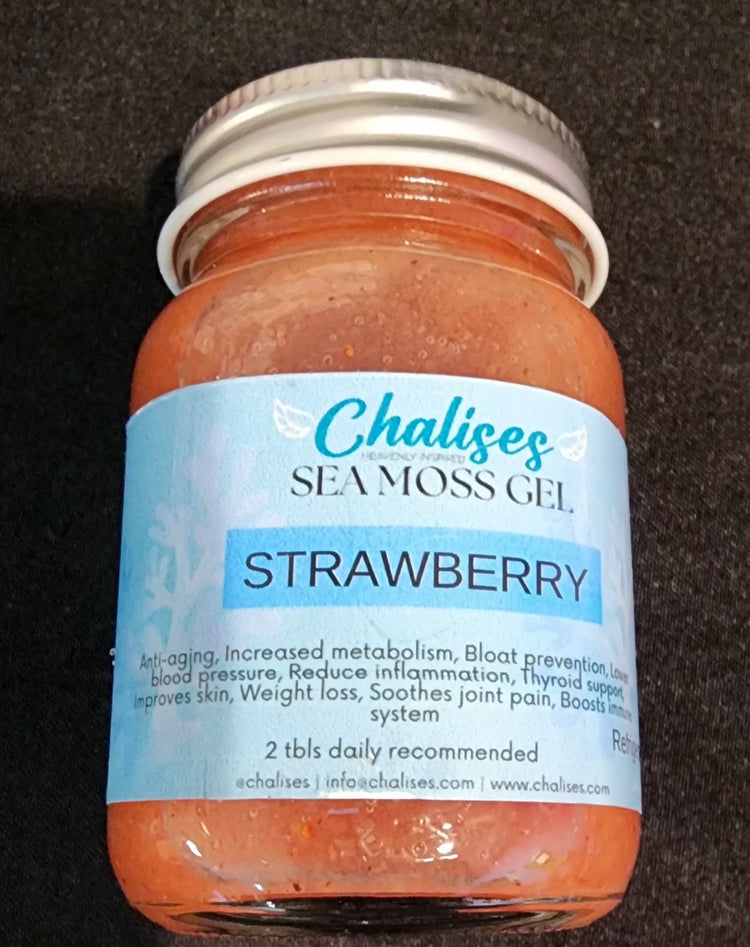 Chalises
HEAVENLY INSPIRED
SEA MOSS GEL
STRAWBERRY
Anti-aging, Increased metabolism, Bloat prevention, Lower
blood pressure, Reduce inflammation, Thyroid support,
Improves skin, Weight loss, Soothes joint pain, Boosts immune
system
2 tbls daily recommended
@chalises | info@chalises.com | www.chalises.com